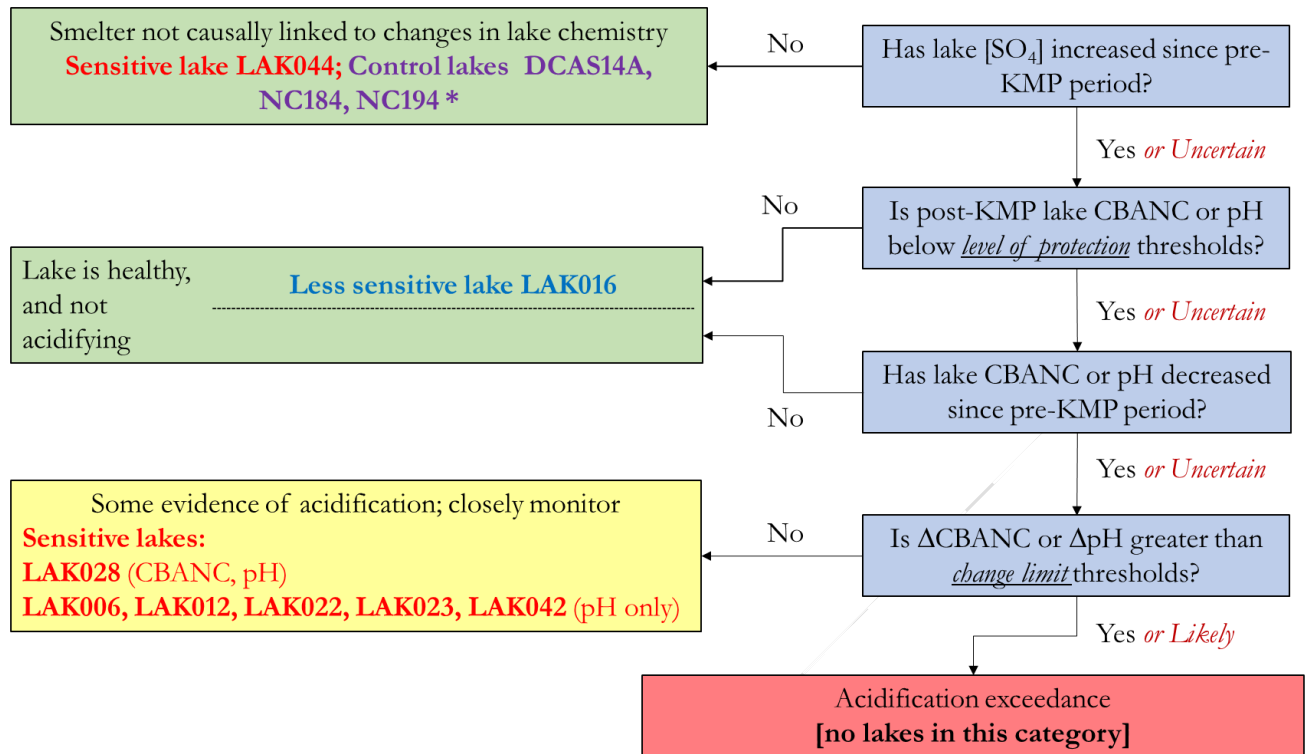 Smelter not causally linked to changes in lake chemistry
Sensitive lake LAK044; Control lakes DCAS14A,
NC184, NC194 *
No
Has lake [SO₄] increased since pre-
KMP period?
Yes or Uncertain
No
Is post-KMP lake CBANC or pH
below level of protection thresholds?
Lake is healthy,
and not
acidifying
Less sensitive lake LAK016
Yes or Uncertain
Has lake CBANC or pH decreased
since pre-KMP period?
No
Yes or Uncertain
Some evidence of acidification; closely monitor
Sensitive lakes:
LAK028 (CBANC, pH)
LAK006, LAK012, LAK022, LAK023, LAK042 (pH only)
No
Is ΔCBANC or ΔpH greater than
change limit thresholds?
Yes or Likely
Acidification exceedance
[no lakes in this category]